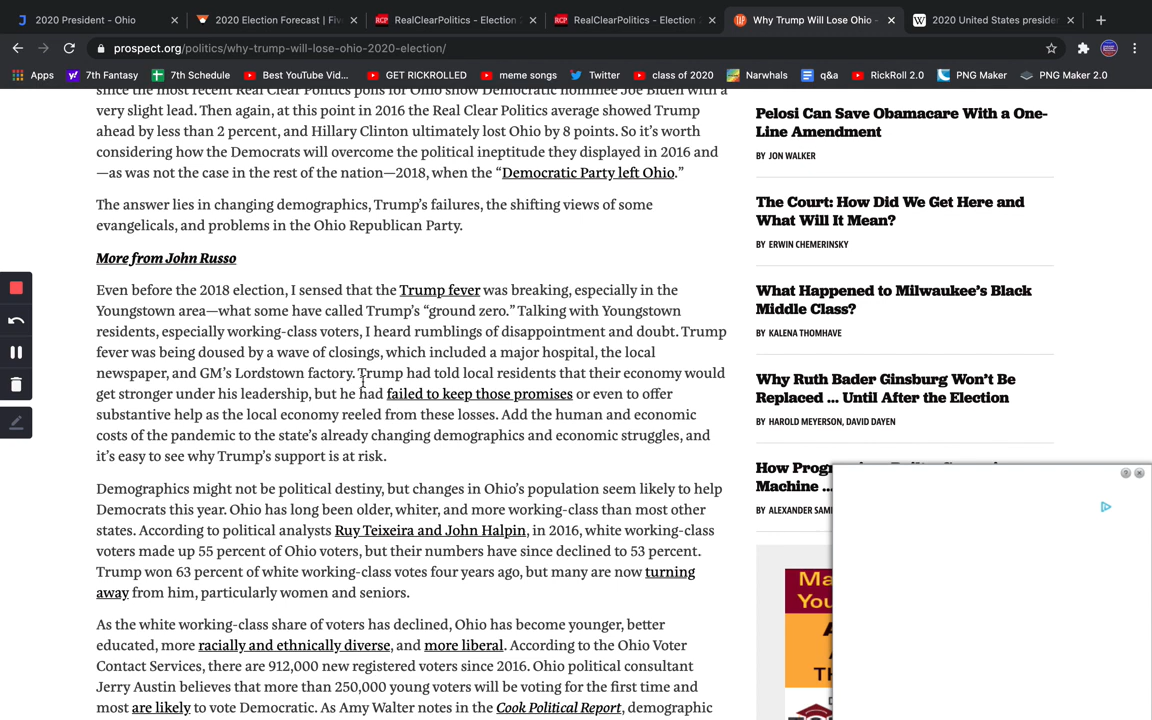 2020 President - Ohio
2020 Election Forecast | Fiv
RealClearPolitics - Election
RealClearPolitics - Election
Why Trump Will Lose Ohio -
2020 United States preside
prospect.org/politics/why-trump-will-lose-ohio-2020-election/
Apps
7th Fantasy
7th Schedule
Best YouTube Vid...
GET RICKROLLED
meme songs
Twitter
class of 2020
Narwhals
q&a
RickRoll 2.0
PNG Maker
PNG Maker 2.0
since the most recent Real Clear Politics polls for Ohio show Democratic nominee Joe Biden with a
very slight lead. Then again, at this point in 2016 the Real Clear Politics average showed Trump
ahead by less than 2 percent, and Hillary Clinton ultimately lost Ohio by 8 points. So it’s worth
considering how the Democrats will overcome the political ineptitude they displayed in 2016 and
—as was not the case in the rest of the nation—2018, when the “Democratic Party left Ohio.”
The answer lies in changing demographics, Trump’s failures, the shifting views of some
evangelicals, and problems in the Ohio Republican Party.
More from John Russo
Even before the 2018 election, I sensed that the Trump fever was breaking, especially in the
Youngstown area—what some have called Trump’s “ground zero.” Talking with Youngstown
residents, especially working-class voters, I heard rumblings of disappointment and doubt. Trump
fever was being doused by a wave of closings, which included a major hospital, the local
newspaper, and GM’s Lordstown factory. Trump had told local residents that their economy would
get stronger under his leadership, but he had failed to keep those promises or even to offer
substantive help as the local economy reeled from these losses. Add the human and economic
costs of the pandemic to the state’s already changing demographics and economic struggles, and
it’s easy to see why Trump’s support is at risk.
Demographics might not be political destiny, but changes in Ohio’s population seem likely to help
Democrats this year. Ohio has long been older, whiter, and more working-class than most other
states. According to political analysts Ruy Teixeira and John Halpin, in 2016, white working-class
voters made up 55 percent of Ohio voters, but their numbers have since declined to 53 percent.
Trump won 63 percent of white working-class votes four years ago, but many are now turning
away from him, particularly women and seniors.
As the white working-class share of voters has declined, Ohio has become younger, better
educated, more racially and ethnically diverse, and more liberal. According to the Ohio Voter
Contact Services, there are 912,000 new registered voters since 2016. Ohio political consultant
Jerry Austin believes that more than 250,000 young voters will be voting for the first time and
most are likely to vote Democratic. As Amy Walter notes in the Cook Political Report, demographic
Pelosi Can Save Obamacare With a One-
Line Amendment
BY JON WALKER
The Court: How Did We Get Here and
What Will It Mean?
BY ERWIN CHEMERINSKY
What Happened to Milwaukee’s Black
Middle Class?
BY KALENA THOMHAVE
Why Ruth Bader Ginsburg Won’t Be
Replaced ... Until After the Election
BY HAROLD MEYERSON, DAVID DAYEN
How Prog
Machine ...
BY ALEXANDER SAM
Ma
You